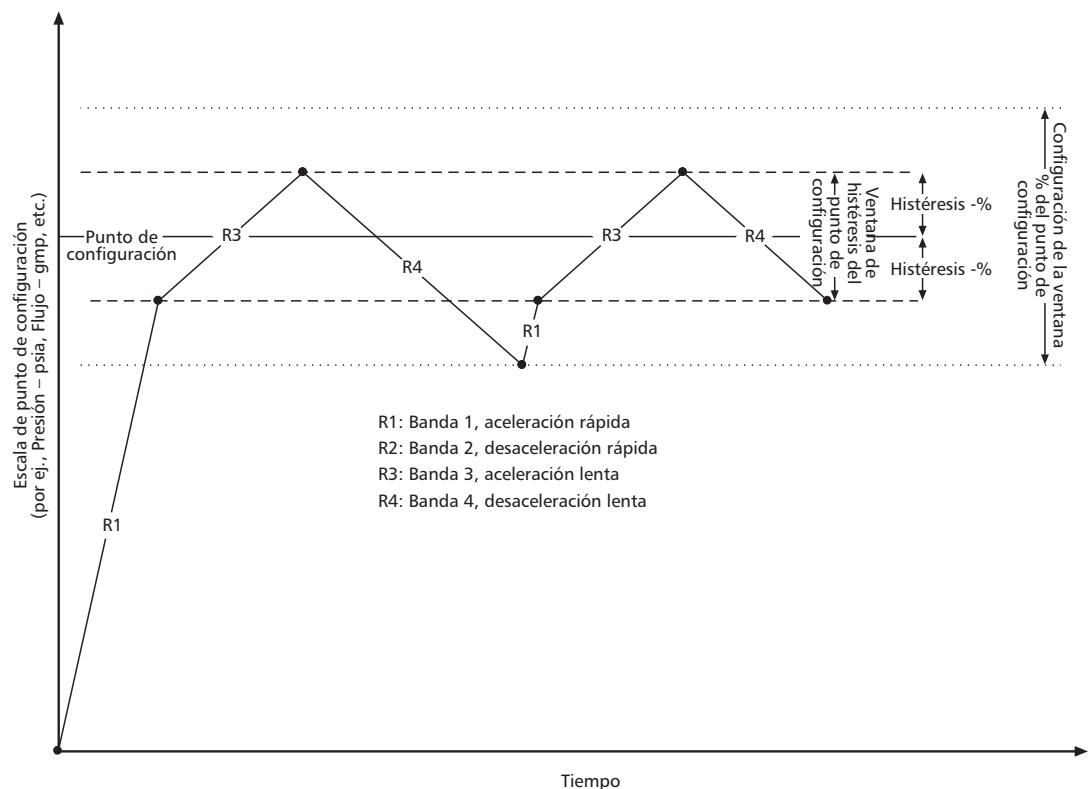 Escala de punto de configuración
(por ej., Presión – psia, Flujo – gmp, etc.)
Punto de
configuración
R1
R3
R4
R1
R3
R4
Ventana de
histéresis del
punto de
configuración
Histéresis -%
Histéresis -%
Configuración de la ventana
% del punto de
configuración
R1: Banda 1, aceleración rápida
R2: Banda 2, desaceleración rápida
R3: Banda 3, aceleración lenta
R4: Banda 4, desaceleración lenta
Tiempo